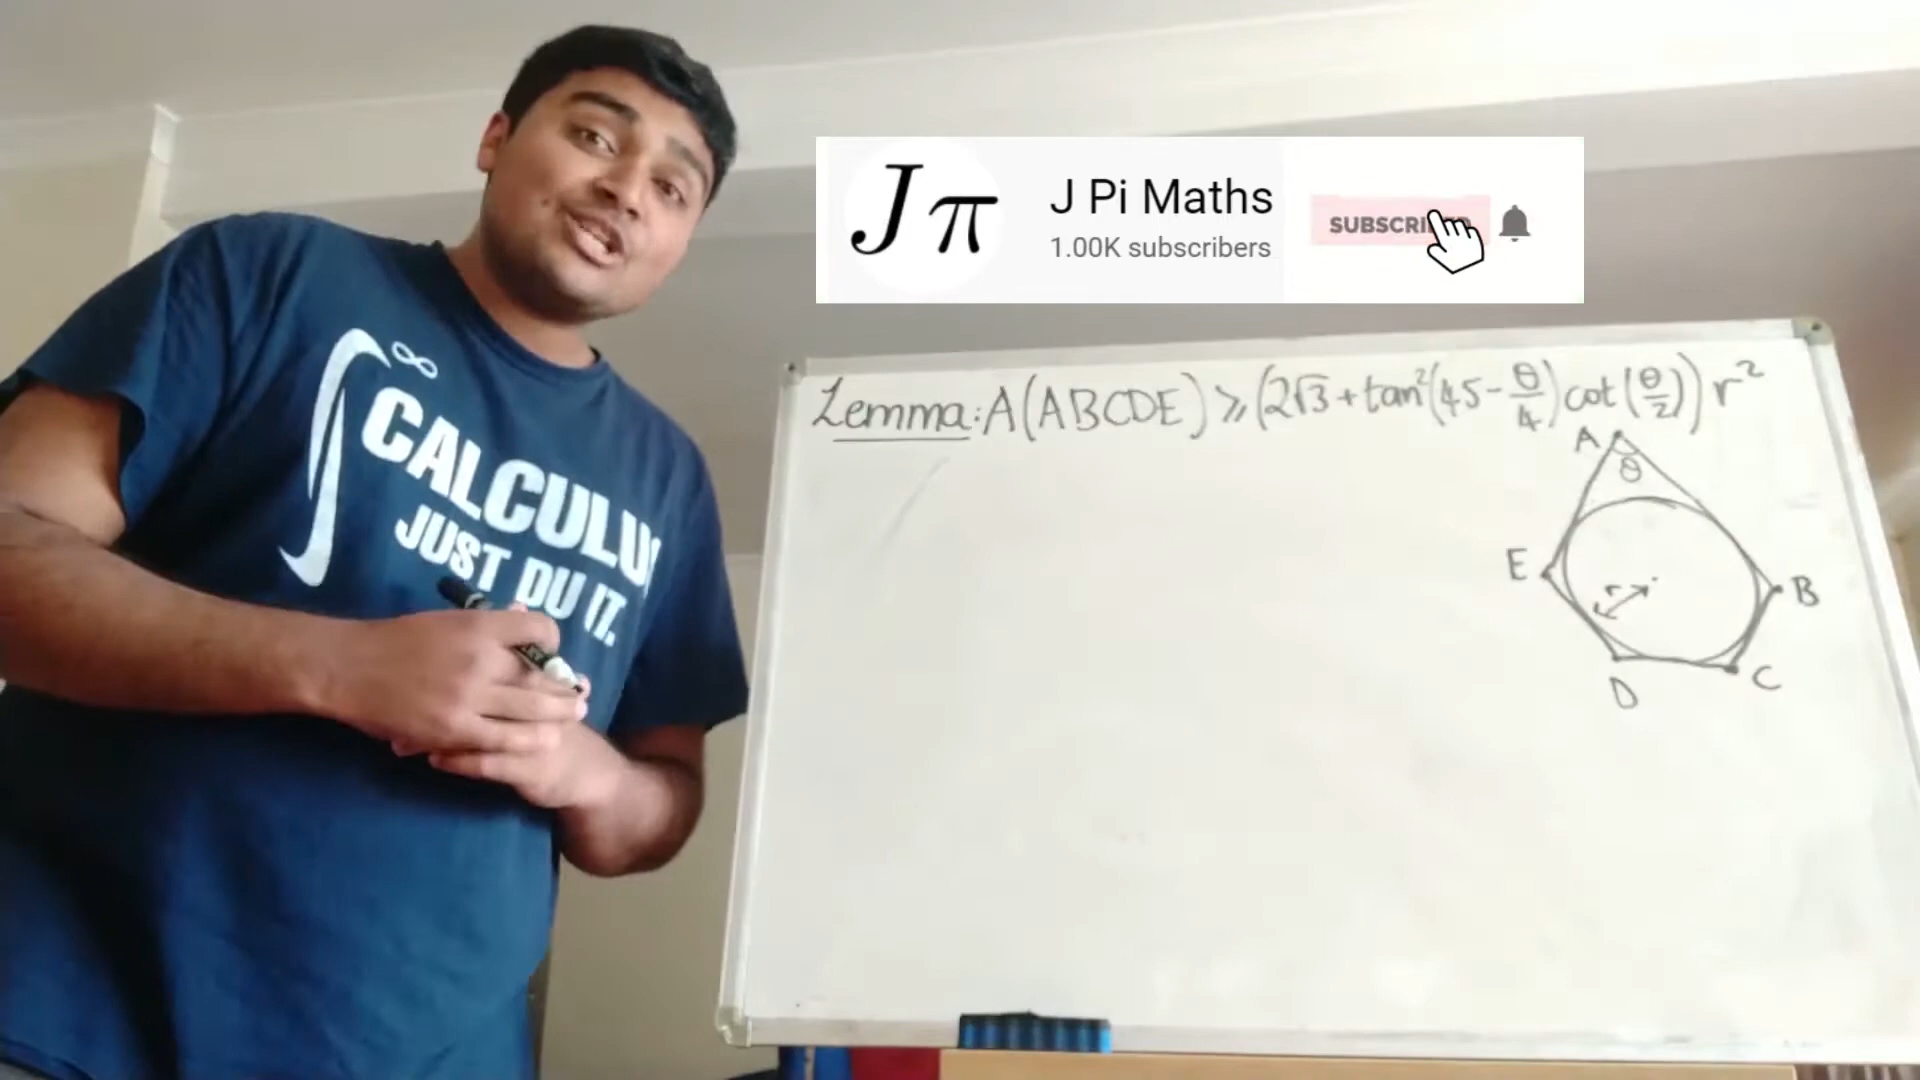 Jπ
J Pi Maths
1.00K subscribers
∫ ∞
CALCULU
JUST DU IT.
Lemma: A(ABCDE) ⩾ (2√3 + tan²(45 - θ/4) cot(θ/2)) r²
A
θ
E
r
B
C
D